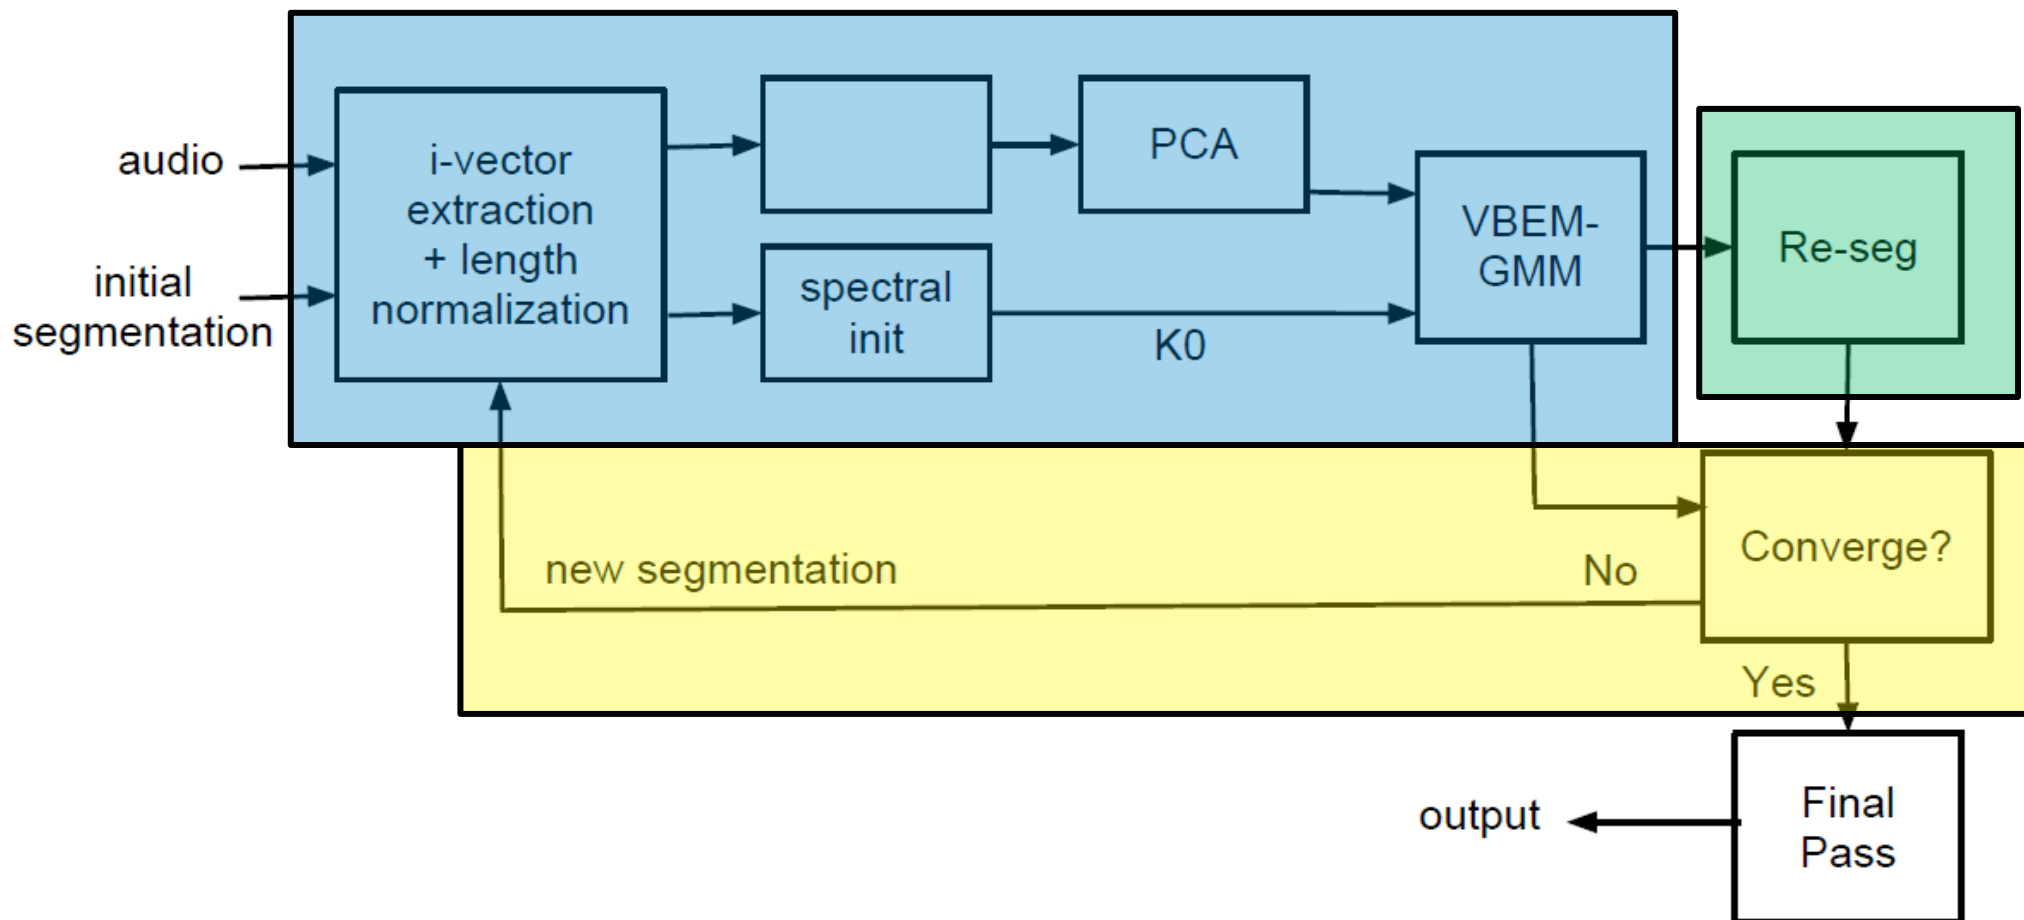 audio
initial
segmentation
i-vector
extraction
+ length
normalization
PCA
spectral
init
K0
VBEM-
GMM
Re-seg
Converge?
No
new segmentation
Yes
Final
Pass
output